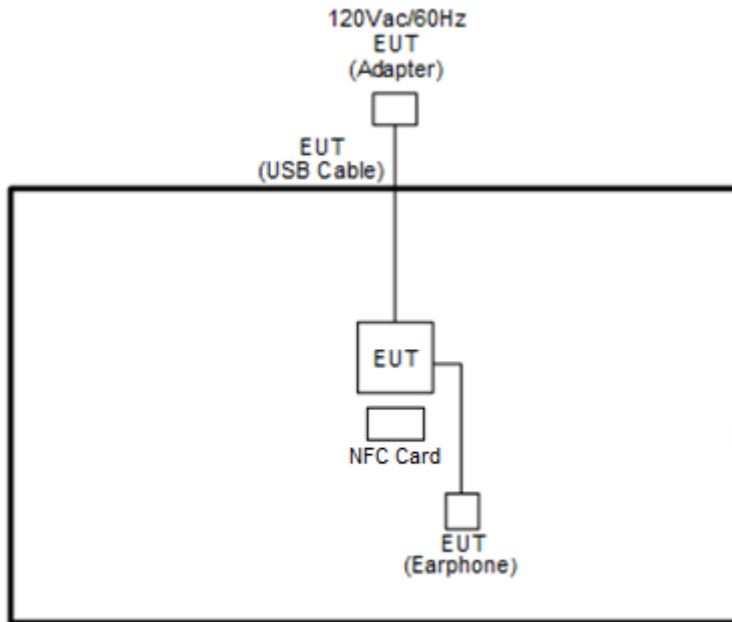 120Vac/60Hz
EUT
(Adapter)
EUT
(USB Cable)
EUT
NFC Card
EUT
(Earphone)